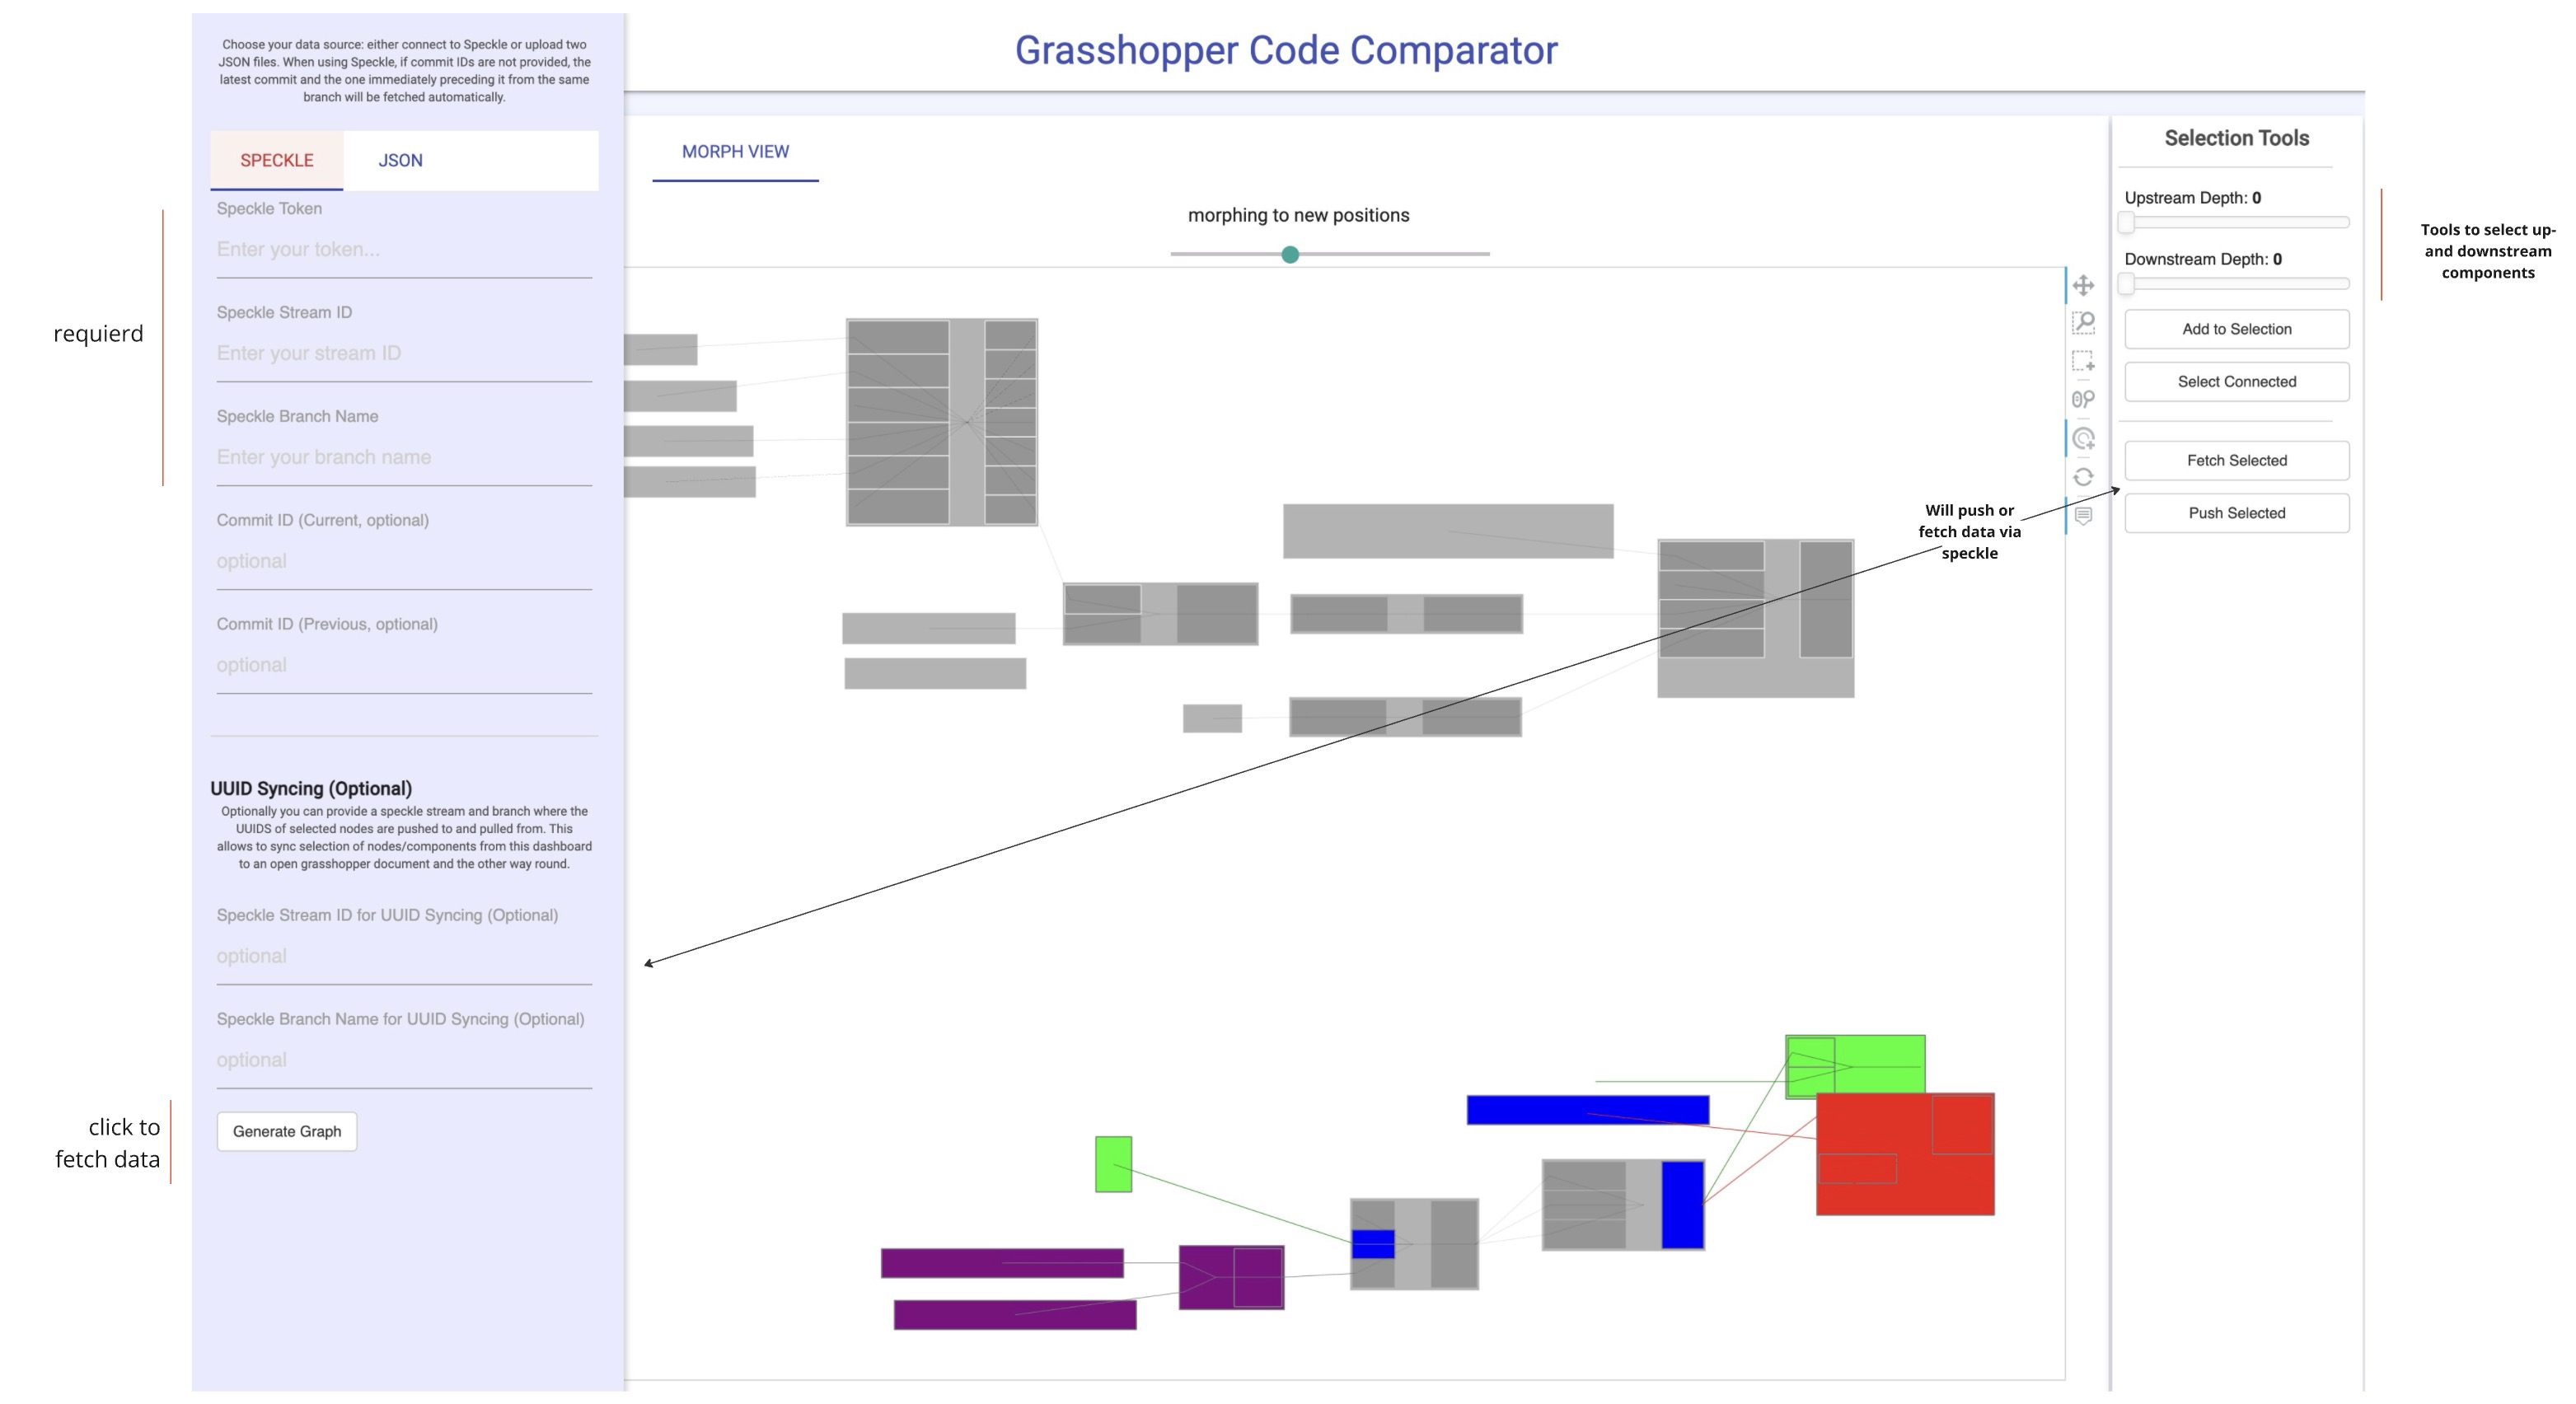 Grasshopper Code Comparator
Choose your data source: either connect to Speckle or upload two
JSON files. When using Speckle, if commit IDs are not provided, the
latest commit and the one immediately preceding it from the same
branch will be fetched automatically.
SPECKLE
JSON
Speckle Token
Enter your token...
Speckle Stream ID
Enter your stream ID
Speckle Branch Name
Enter your branch name
Commit ID (Current, optional)
optional
Commit ID (Previous, optional)
optional
UUID Syncing (Optional)
Optionally you can provide a speckle stream and branch where the
UUIDS of selected nodes are pushed to and pulled from. This
allows to sync selection of nodes/components from this dashboard
to an open grasshopper document and the other way round.
Speckle Stream ID for UUID Syncing (Optional)
optional
Speckle Branch Name for UUID Syncing (Optional)
optional
Generate Graph
requierd
click to
fetch data
MORPH VIEW
morphing to new positions
Will push or
fetch data via
speckle
Selection Tools
Upstream Depth: 0
Downstream Depth: 0
Add to Selection
Select Connected
Fetch Selected
Push Selected
Tools to select up-
and downstream
components